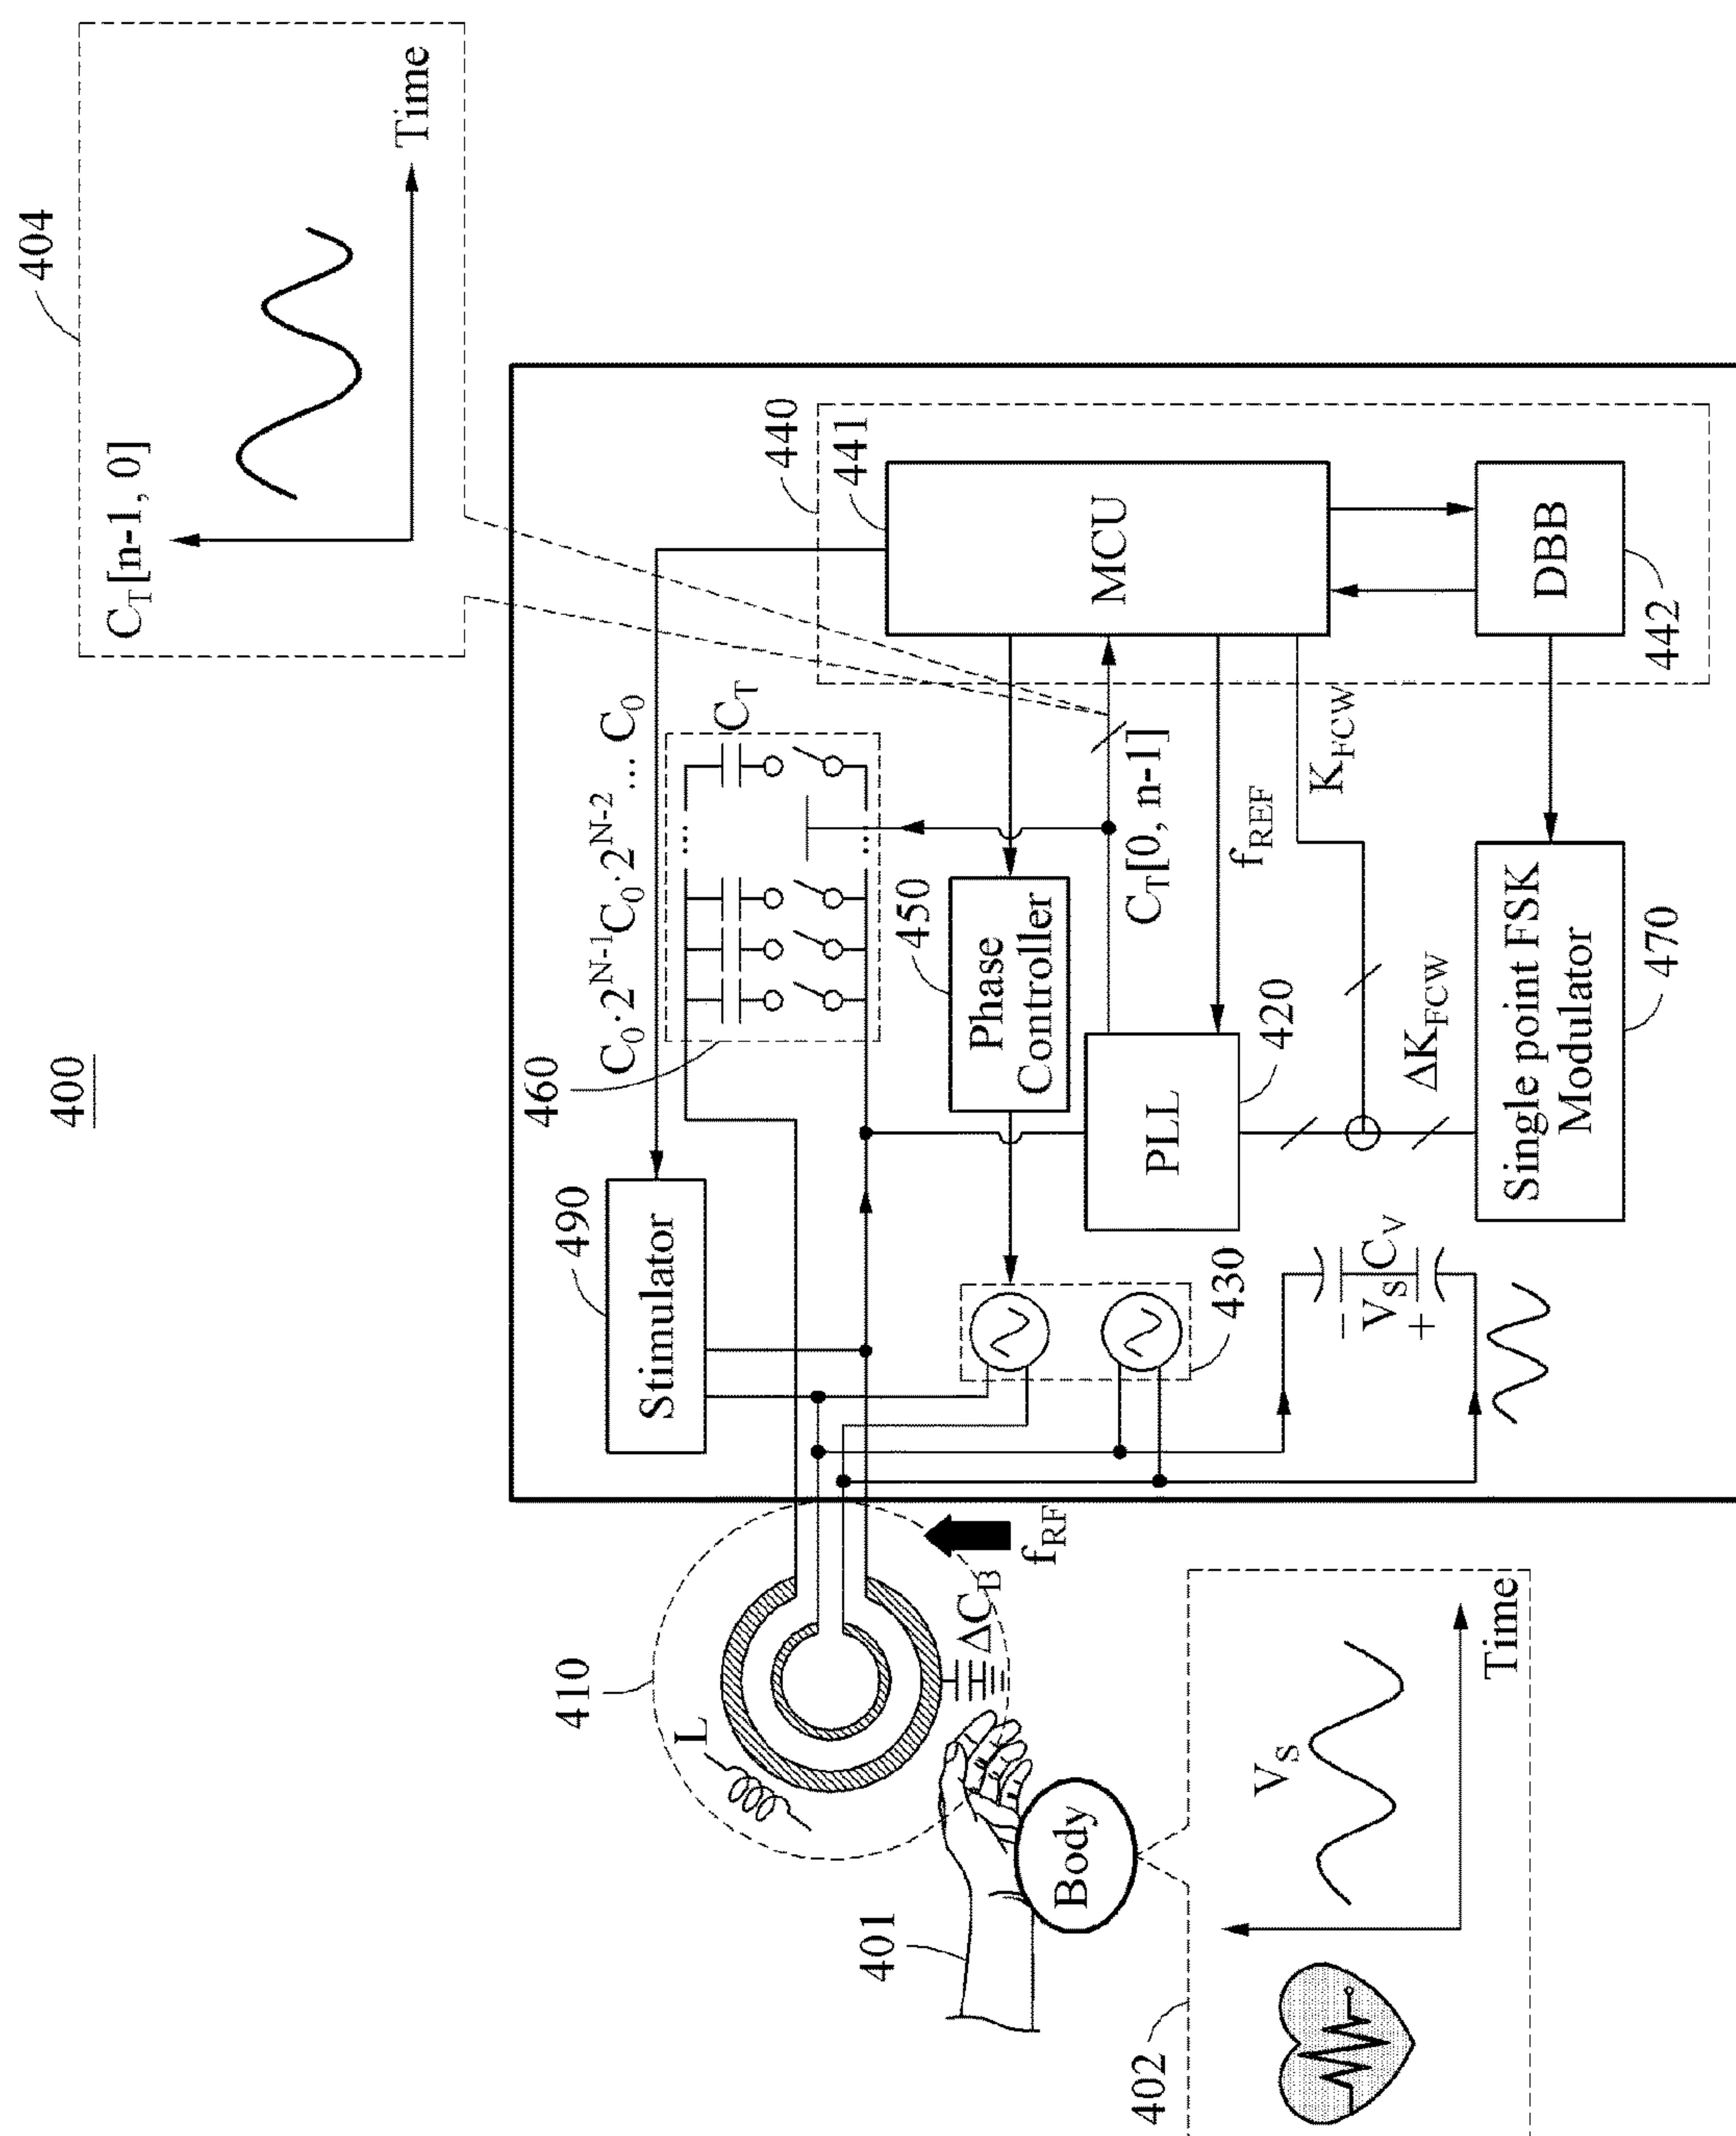 400
404
C_T[n-1, 0]
Time
440
441
MCU
DBB
442
C_0·2^{N-1} C_0·2^{N-2} ... C_0
C_T
...
...
460
490
Stimulator
450
Phase
Controller
C_T[0, n-1]
f_REF
K_FCW
420
PLL
ΔK_FCW
Single point FSK
Modulator
470
430
−
V_S C_V
+
410
L
f_RF
ΔC_B
401
Body
402
V_S
Time